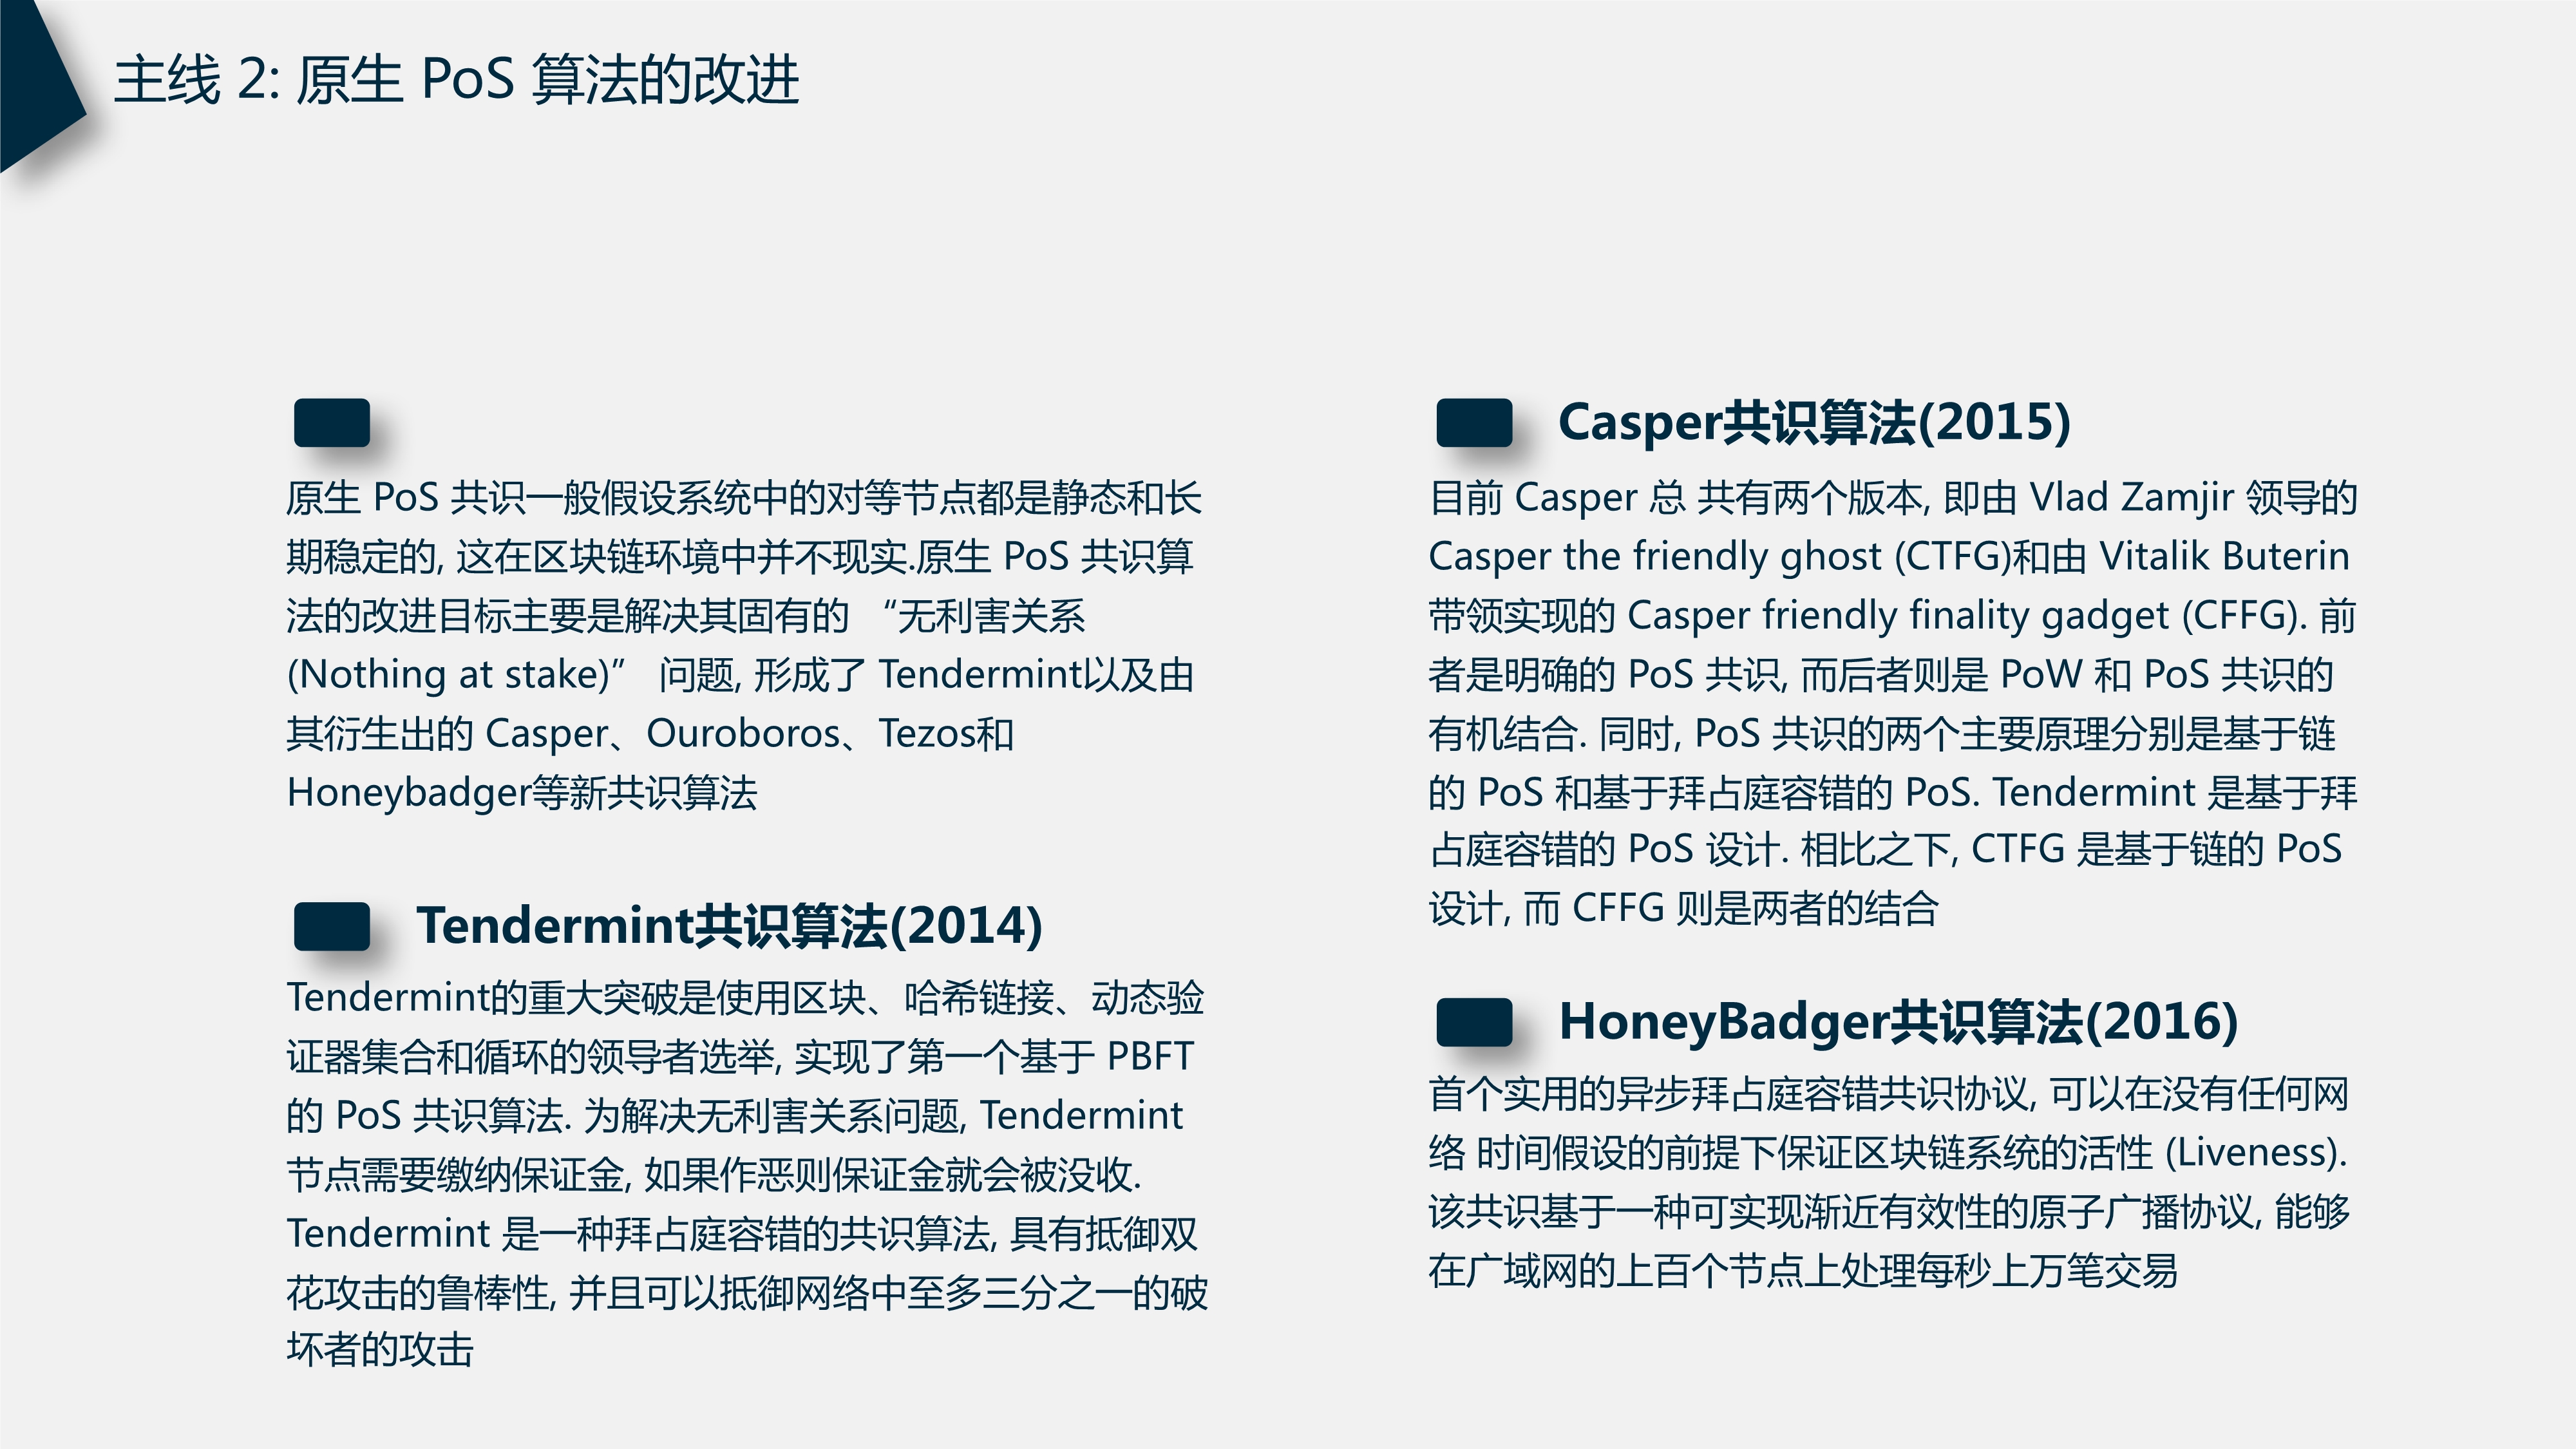 主线 2: 原生 PoS 算法的改进
原生 PoS 共识一般假设系统中的对等节点都是静态和长
期稳定的, 这在区块链环境中并不现实.原生 PoS 共识算
法的改进目标主要是解决其固有的 “无利害关系
(Nothing at stake)” 问题, 形成了 Tendermint以及由
其衍生出的 Casper、Ouroboros、Tezos和
Honeybadger等新共识算法
Tendermint共识算法(2014)
Tendermint的重大突破是使用区块、哈希链接、动态验
证器集合和循环的领导者选举, 实现了第一个基于 PBFT
的 PoS 共识算法. 为解决无利害关系问题, Tendermint
节点需要缴纳保证金, 如果作恶则保证金就会被没收.
Tendermint 是一种拜占庭容错的共识算法, 具有抵御双
花攻击的鲁棒性, 并且可以抵御网络中至多三分之一的破
坏者的攻击
Casper共识算法(2015)
目前 Casper 总 共有两个版本, 即由 Vlad Zamjir 领导的
Casper the friendly ghost (CTFG)和由 Vitalik Buterin
带领实现的 Casper friendly finality gadget (CFFG). 前
者是明确的 PoS 共识, 而后者则是 PoW 和 PoS 共识的
有机结合. 同时, PoS 共识的两个主要原理分别是基于链
的 PoS 和基于拜占庭容错的 PoS. Tendermint 是基于拜
占庭容错的 PoS 设计. 相比之下, CTFG 是基于链的 PoS
设计, 而 CFFG 则是两者的结合
HoneyBadger共识算法(2016)
首个实用的异步拜占庭容错共识协议, 可以在没有任何网
络 时间假设的前提下保证区块链系统的活性 (Liveness).
该共识基于一种可实现渐近有效性的原子广播协议, 能够
在广域网的上百个节点上处理每秒上万笔交易